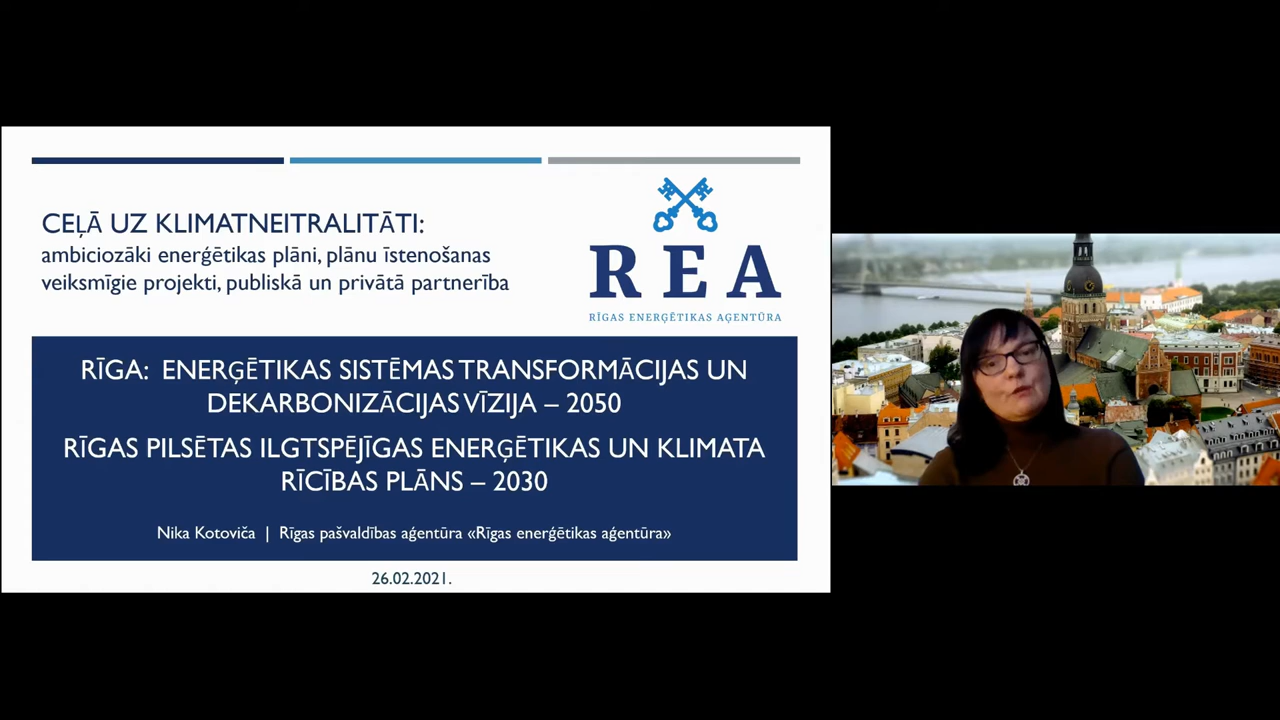 CEĻĀ UZ KLIMATNEITRALITĀTI:
ambiciozāki enerģētikas plāni, plānu īstenošanas
veiksmīgie projekti, publiskā un privātā partnerība
REA
RĪGAS ENERĢĒTIKAS AĢENTŪRA
RĪGA: ENERĢĒTIKAS SISTĒMAS TRANSFORMĀCIJAS UN
DEKARBONIZĀCIJAS VĪZIJA – 2050
RĪGAS PILSĒTAS ILGTSPĒJĪGAS ENERĢĒTIKAS UN KLIMATA
RĪCĪBAS PLĀNS – 2030
Nika Kotoviča | Rīgas pašvaldības aģentūra «Rīgas enerģētikas aģentūra»
26.02.2021.